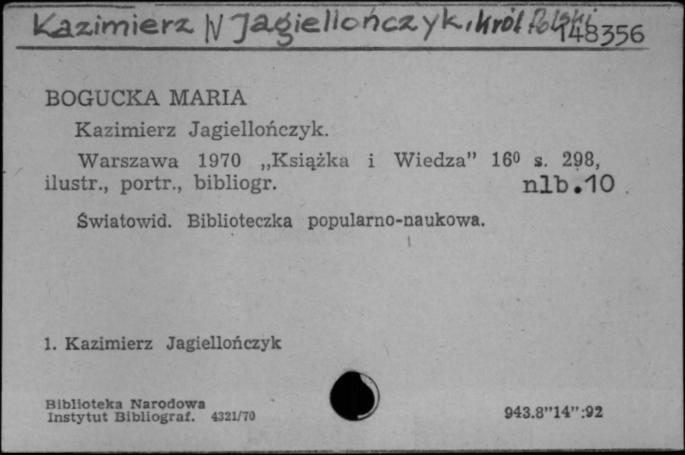 Kazimierz IV Jagiellończyk, król Polski
148356
BOGUCKA MARIA
Kazimierz Jagiellończyk.
Warszawa 1970 „Książka i Wiedza” 16⁰ s. 298,
ilustr., portr., bibliogr. nlb.10.
Światowid. Biblioteczka popularno-naukowa.
1. Kazimierz Jagiellończyk
Biblioteka Narodowa
Instytut Bibliograf. 4321/70
943.8”14”:92